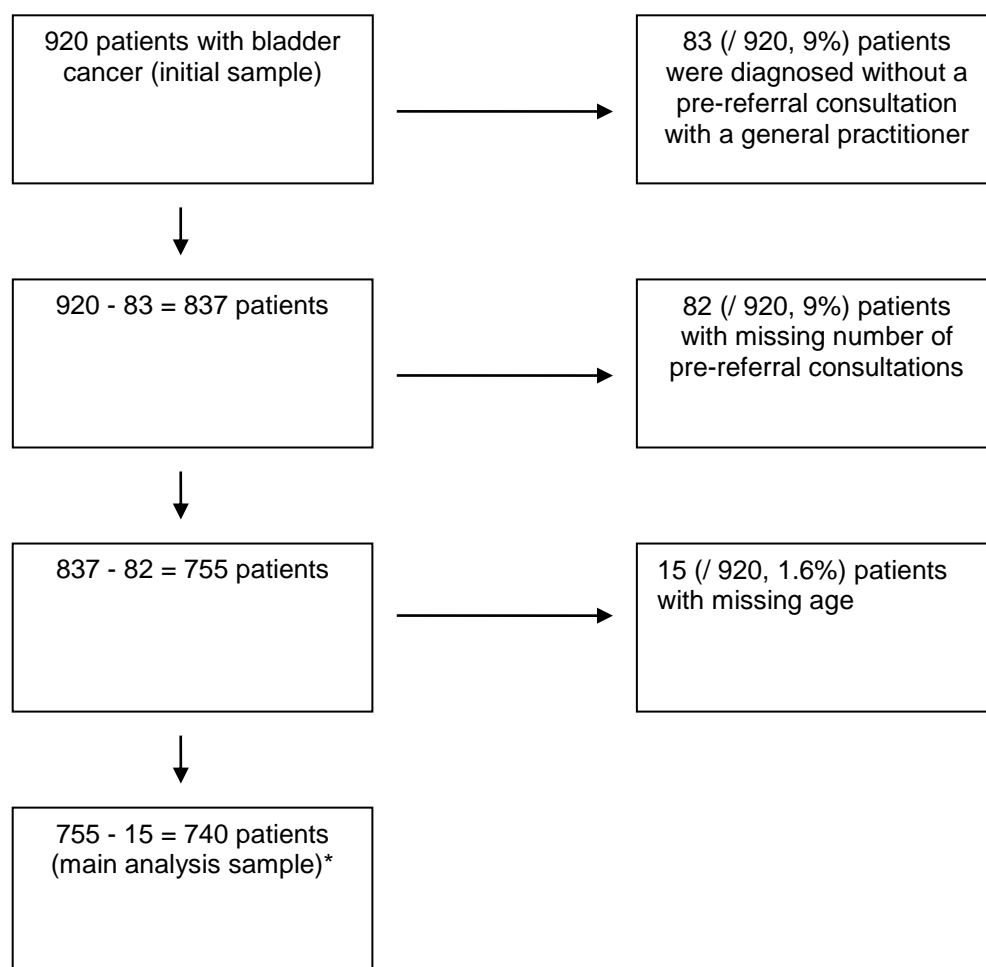 920 patients with bladder
cancer (initial sample)
83 (/ 920, 9%) patients
were diagnosed without a
pre-referral consultation
with a general practitioner
920 - 83 = 837 patients
82 (/ 920, 9%) patients
with missing number of
pre-referral consultations
837 - 82 = 755 patients
15 (/ 920, 1.6%) patients
with missing age
755 - 15 = 740 patients
(main analysis sample)*